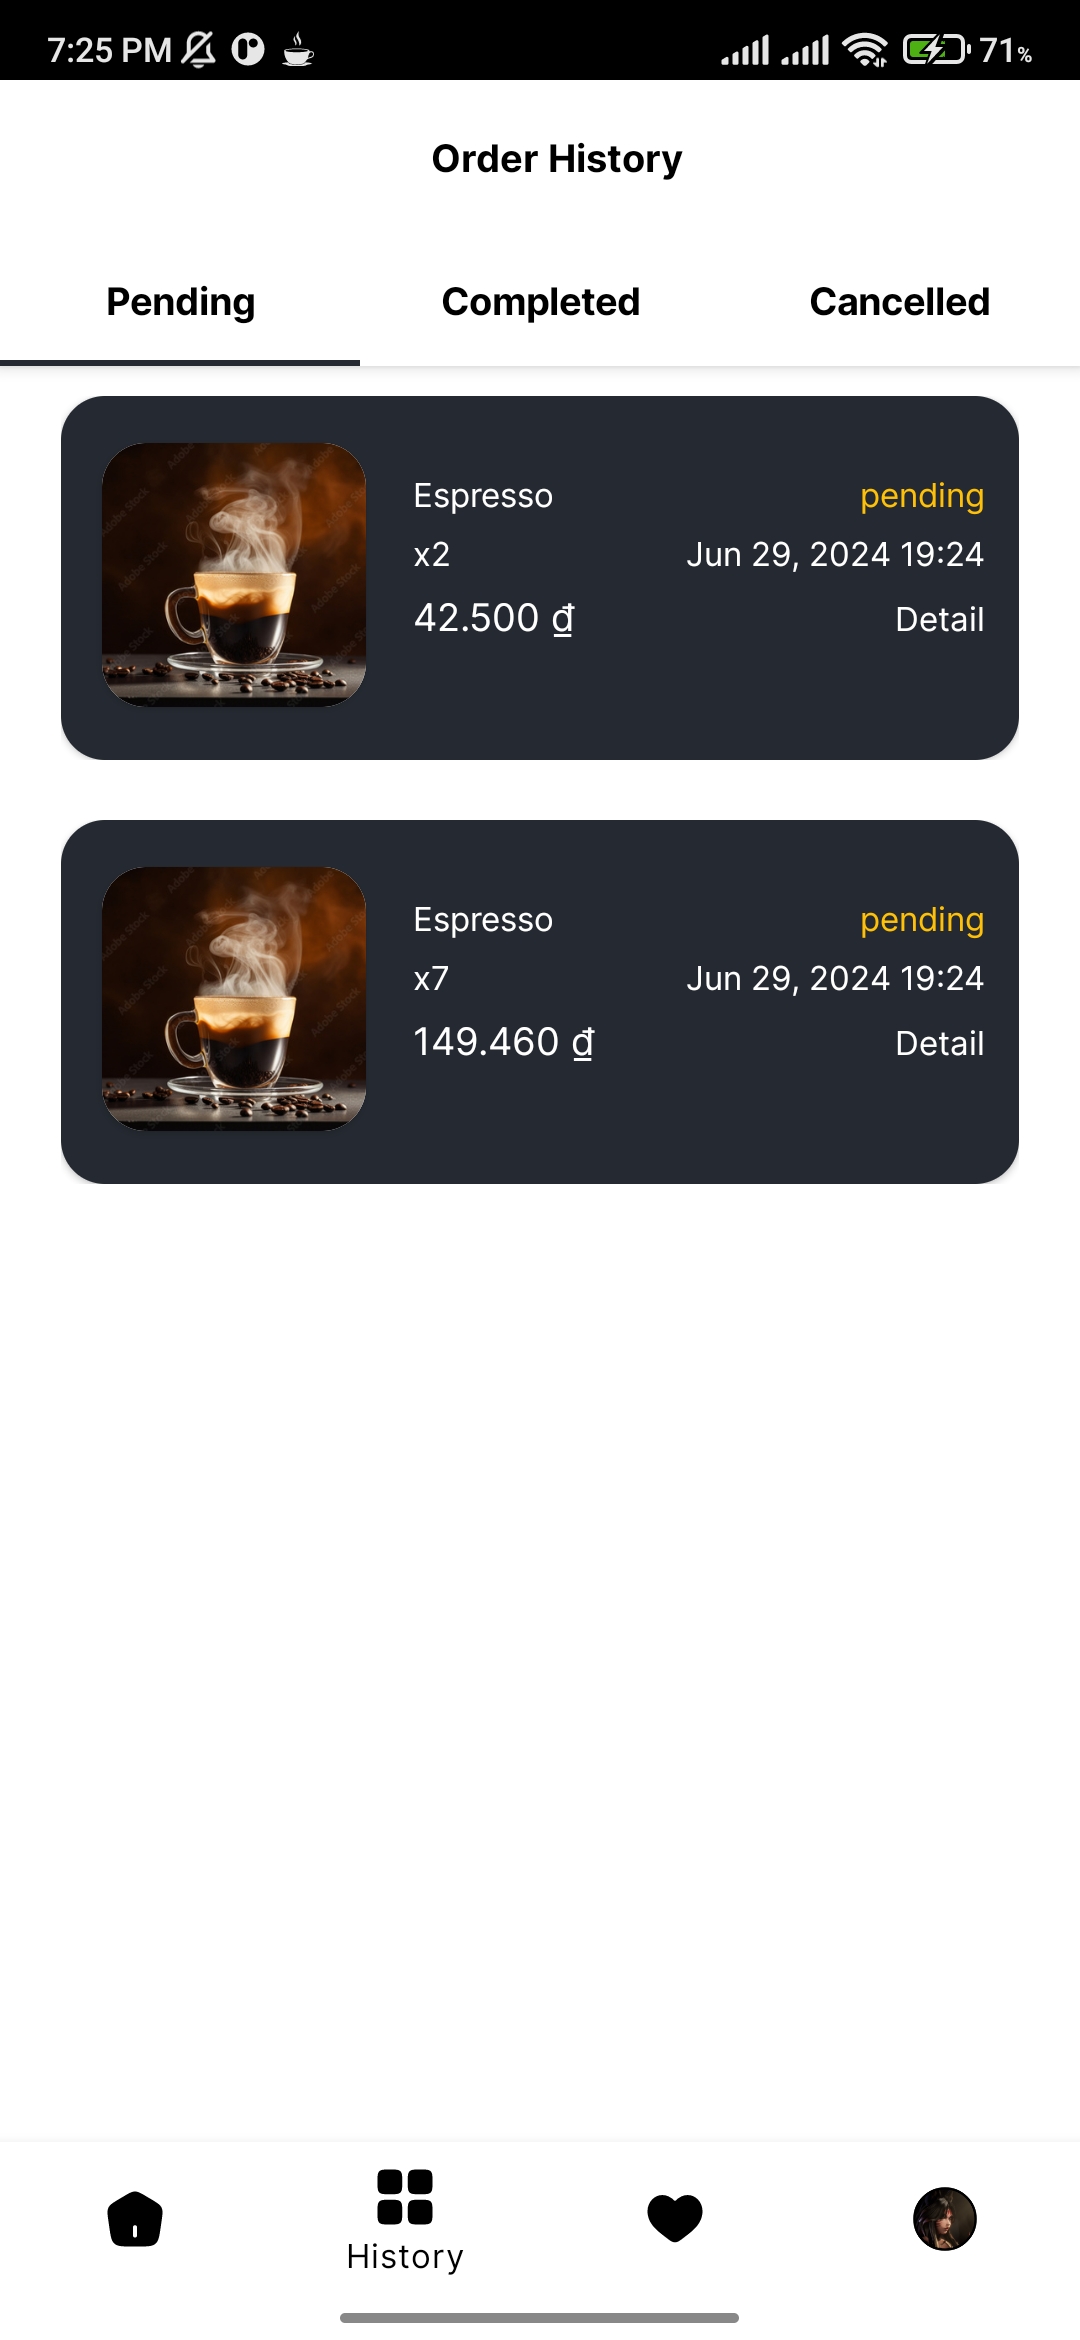 7:25 PM 71%
Order History
Pending Completed Cancelled
Espresso pending
x2 Jun 29, 2024 19:24
42.500 ₫ Detail
Espresso pending
x7 Jun 29, 2024 19:24
149.460 ₫ Detail
History